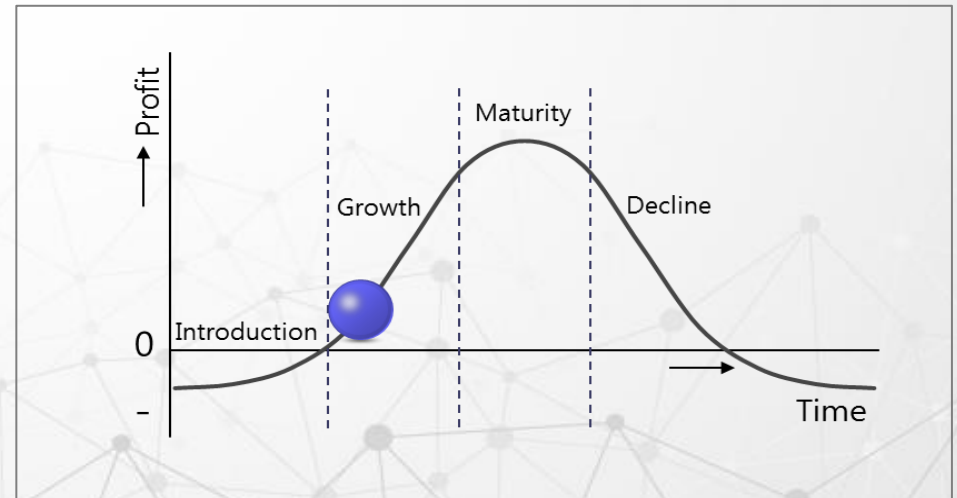 Profit
Maturity
Growth
Decline
Introduction
0
-
Time